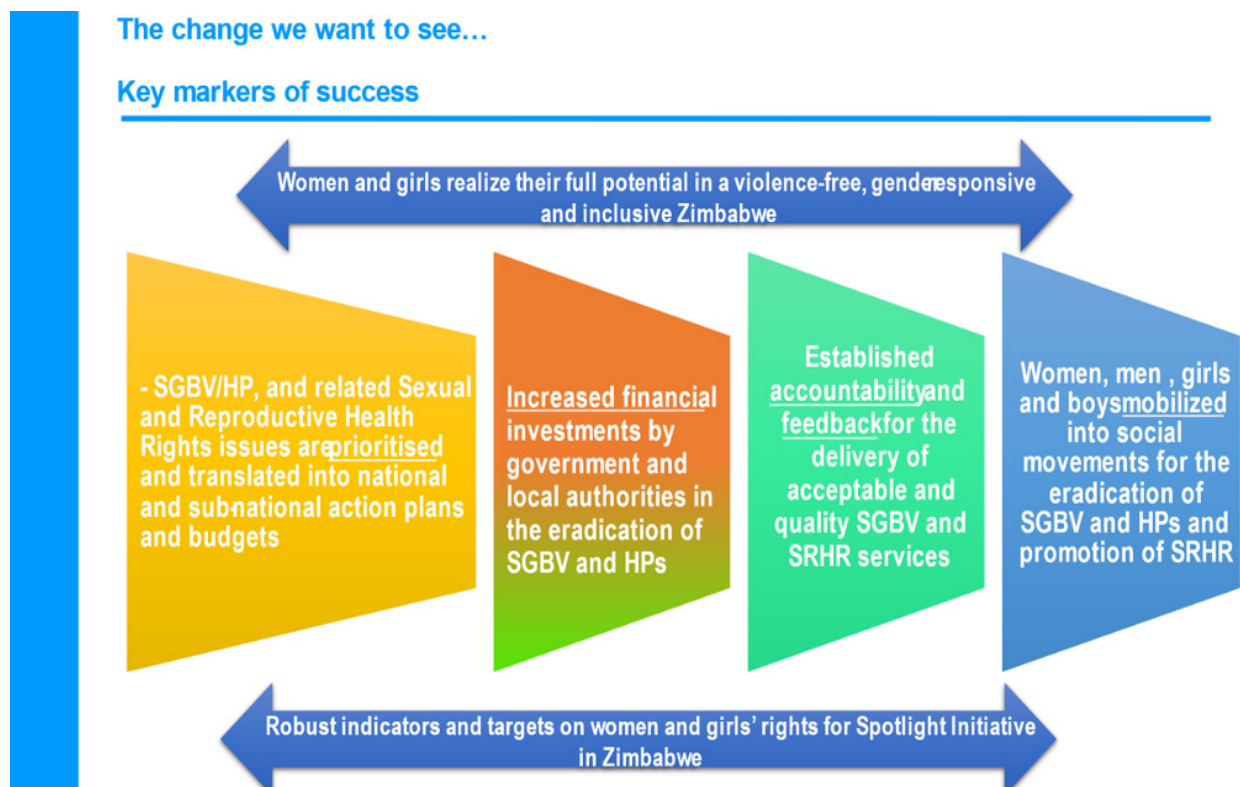 The change we want to see…
Key markers of success
Women and girls realize their full potential in a violence-free, genderresponsive
and inclusive Zimbabwe
- SGBV/HP, and related Sexual
and Reproductive Health
Rights issues areprioritised
and translated into national
and sub-national action plans
and budgets
Increased financial
investments by
government and
local authorities in
the eradication of
SGBV and HPs
Established
accountabilityand
feedbackfor the
delivery of
acceptable and
quality SGBV and
SRHR services
Women, men , girls
and boysmobilized
into social
movements for the
eradication of
SGBV and HPs and
promotion of SRHR
Robust indicators and targets on women and girls’ rights for Spotlight Initiative
in Zimbabwe